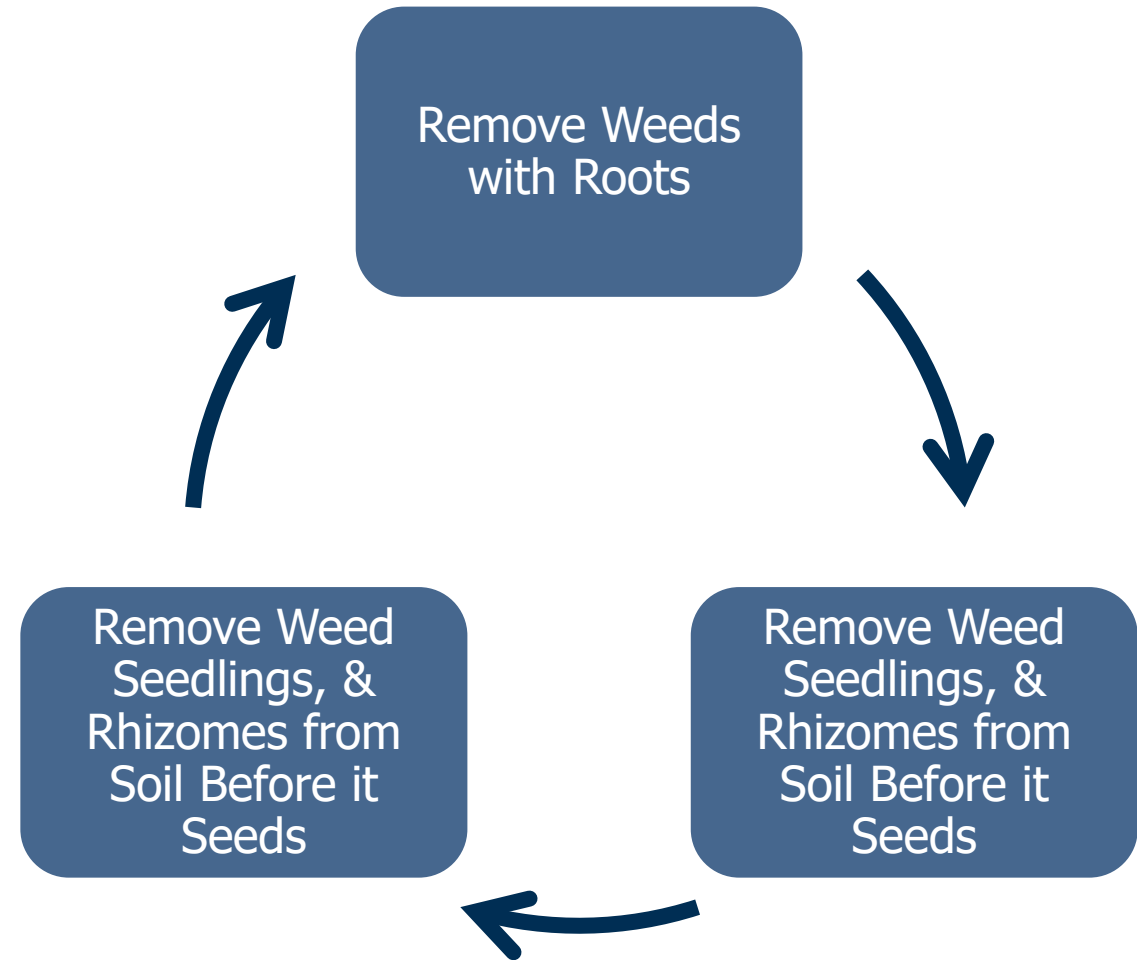 Remove Weeds
with Roots
Remove Weed
Seedlings, &
Rhizomes from
Soil Before it
Seeds
Remove Weed
Seedlings, &
Rhizomes from
Soil Before it
Seeds